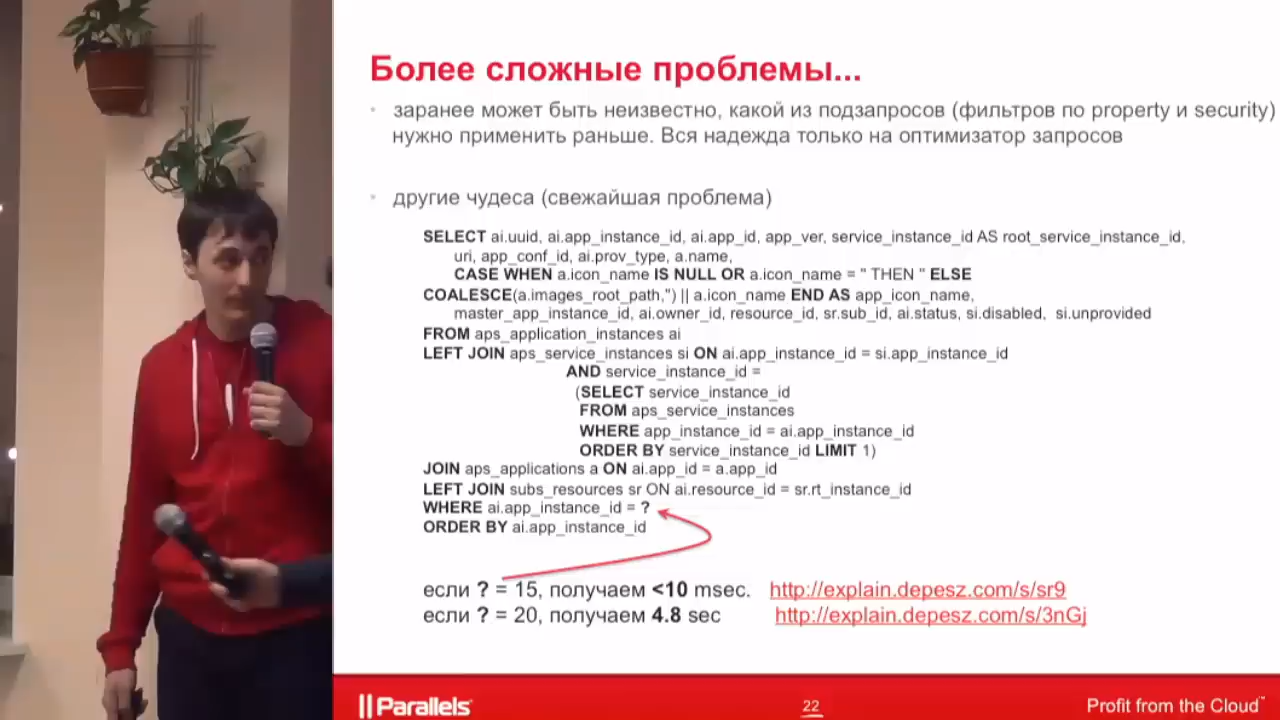 Более сложные проблемы...
заранее может быть неизвестно, какой из подзапросов (фильтров по property и security)
нужно применить раньше. Вся надежда только на оптимизатор запросов
другие чудеса (свежайшая проблема)
SELECT ai.uuid, ai.app_instance_id, ai.app_id, app_ver, service_instance_id AS root_service_instance_id,
uri, app_conf_id, ai.prov_type, a.name,
CASE WHEN a.icon_name IS NULL OR a.icon_name = '' THEN '' ELSE
COALESCE(a.images_root_path,'') || a.icon_name END AS app_icon_name,
master_app_instance_id, ai.owner_id, resource_id, sr.sub_id, ai.status, si.disabled, si.unprovided
FROM aps_application_instances ai
LEFT JOIN aps_service_instances si ON ai.app_instance_id = si.app_instance_id
AND service_instance_id =
(SELECT service_instance_id
FROM aps_service_instances
WHERE app_instance_id = ai.app_instance_id
ORDER BY service_instance_id LIMIT 1)
JOIN aps_applications a ON ai.app_id = a.app_id
LEFT JOIN subs_resources sr ON ai.resource_id = sr.rt_instance_id
WHERE ai.app_instance_id = ?
ORDER BY ai.app_instance_id
если ? = 15, получаем <10 msec. http://explain.depesz.com/s/sr9
если ? = 20, получаем 4.8 sec http://explain.depesz.com/s/3nGj
Parallels 22 Profit from the Cloud™